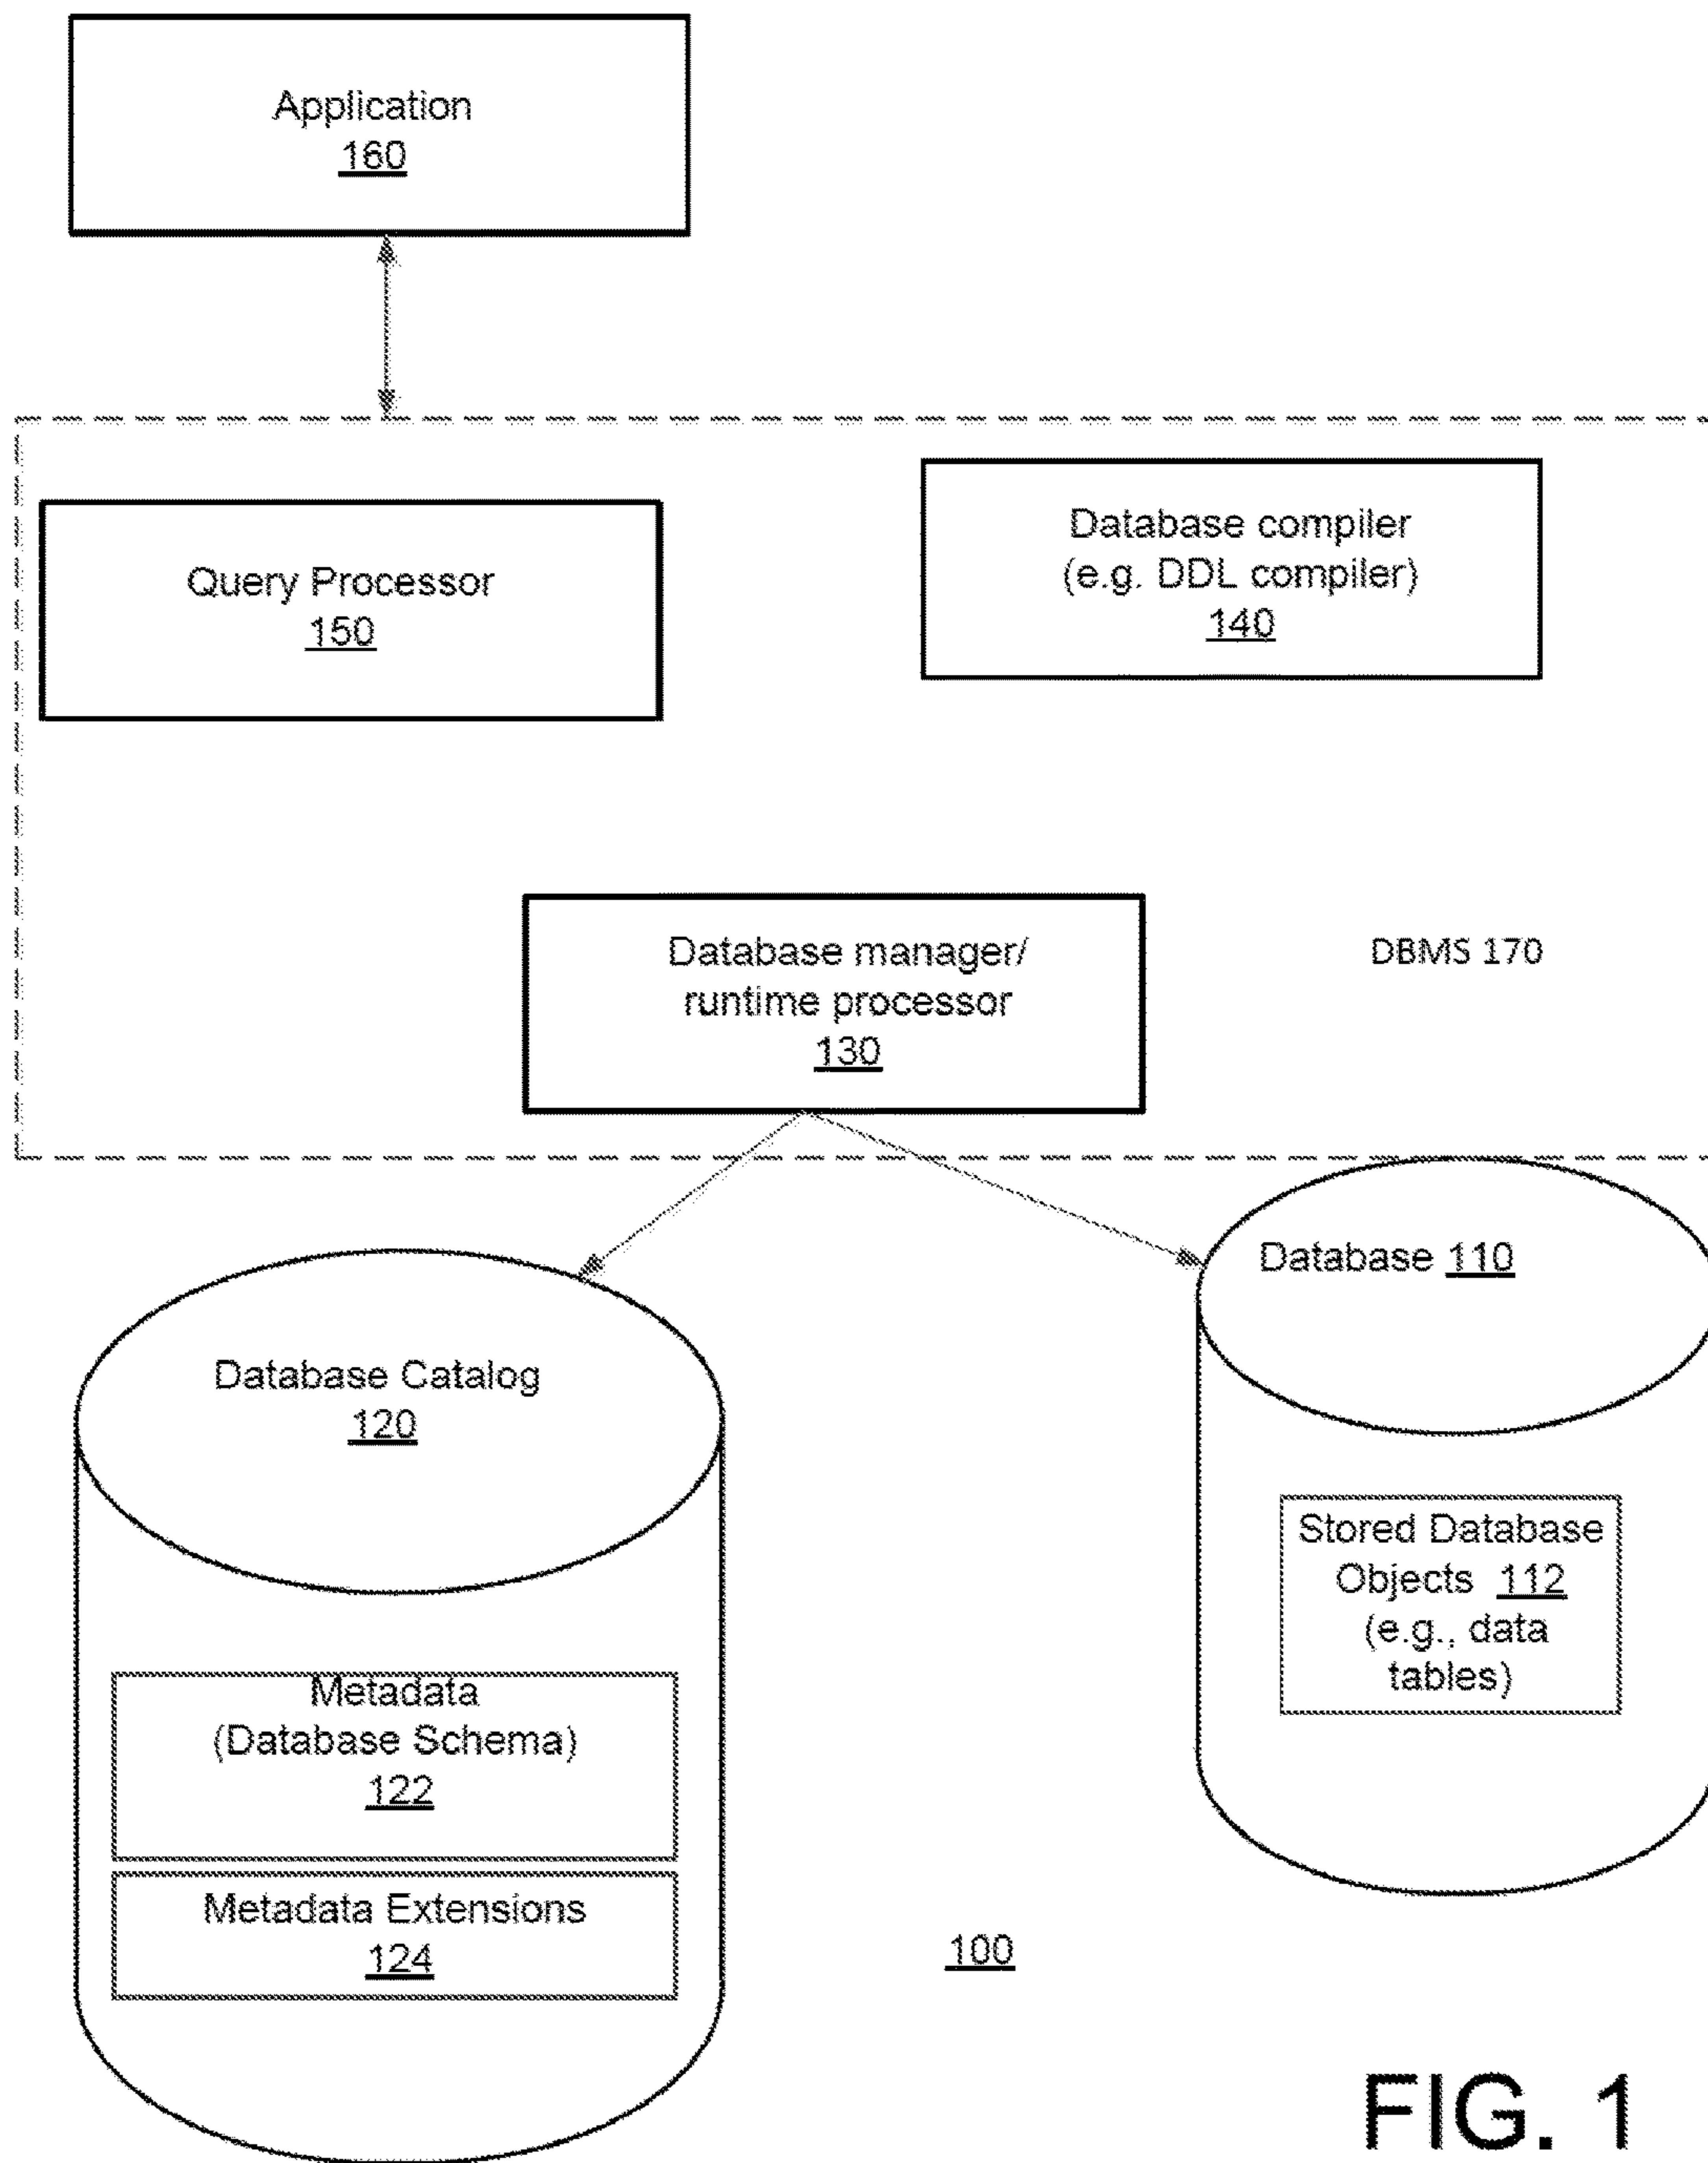 Application
160
Query Processor
150
Database compiler
(e.g. DDL compiler)
140
Database manager/
runtime processor
130
DBMS 170
Database 110
Database Catalog
120
Stored Database
Objects 112
(e.g., data
tables)
Metadata
(Database Schema)
122
Metadata Extensions
124
100
FIG. 1